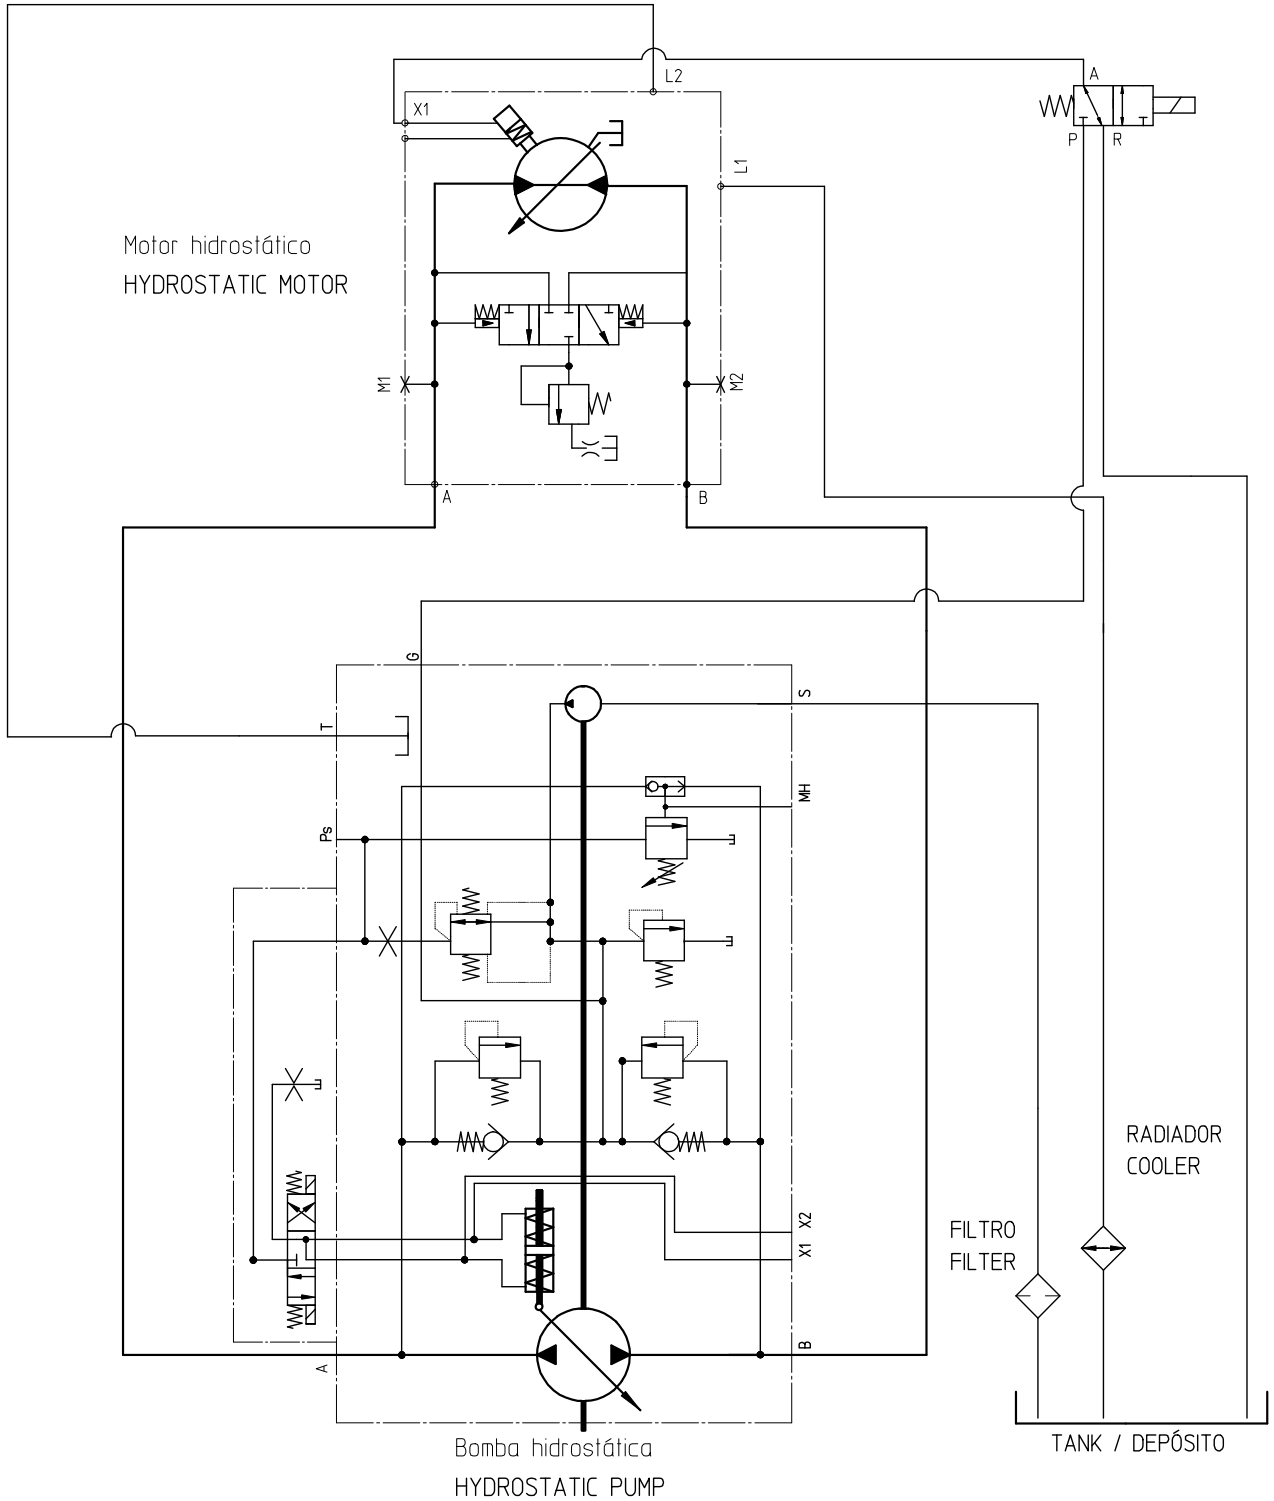 A
L2
X1
P
R
L1
Motor hidrostático
HYDROSTATIC MOTOR
M1
M2
A
B
G
S
T
MH
Ps
RADIADOR
COOLER
X2
X1
FILTRO
FILTER
B
A
TANK / DEPÓSITO
Bomba hidrostática
HYDROSTATIC PUMP